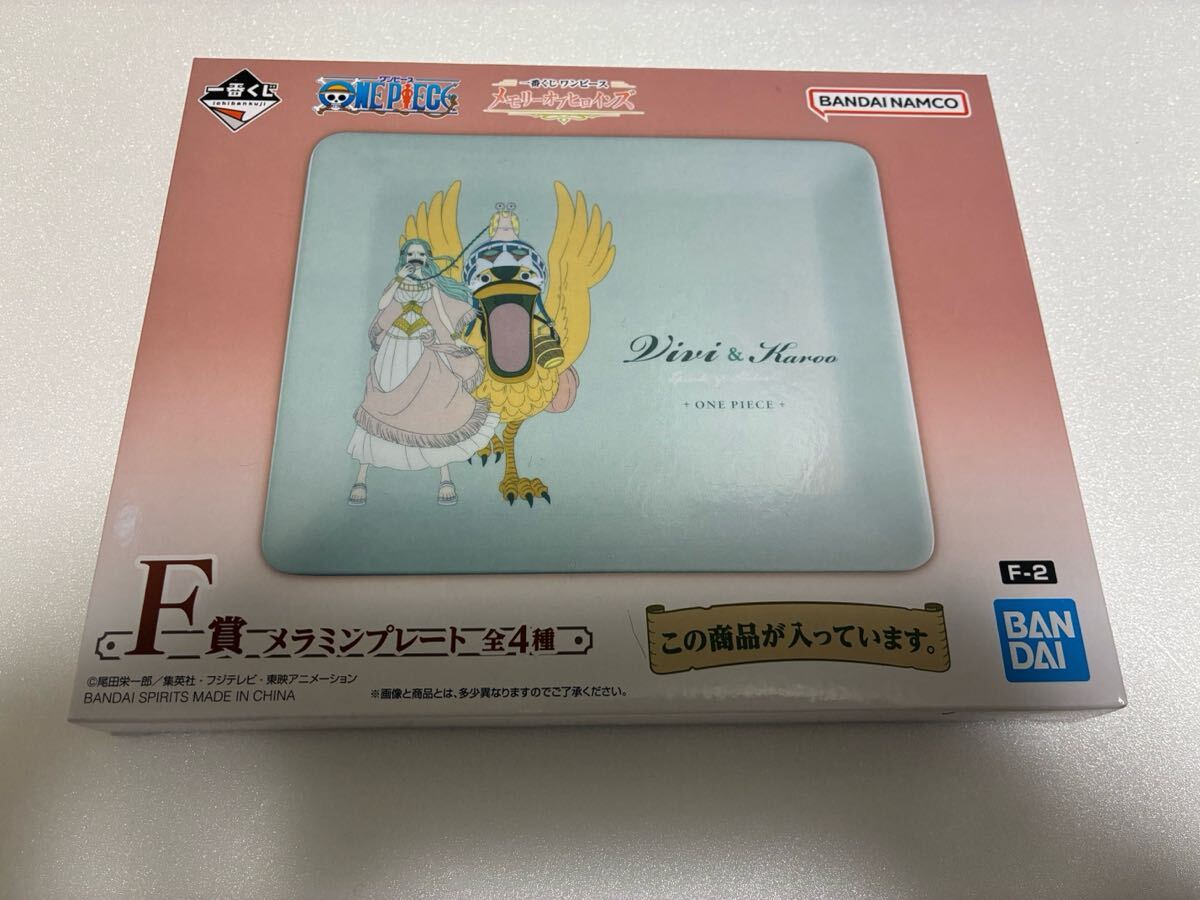 一番くじ
ichibankuji
ワンピース
ONE PIECE
一番くじ ワンピース
メモリーオブヒロインズ
BANDAI NAMCO
Vivi & Karoo
+ ONE PIECE +
F-2
F賞 メラミンプレート 全4種
この商品が入っています。
BAN
DAI
©尾田栄一郎／集英社・フジテレビ・東映アニメーション
BANDAI SPIRITS MADE IN CHINA
※画像と商品とは、多少異なりますのでご了承ください。